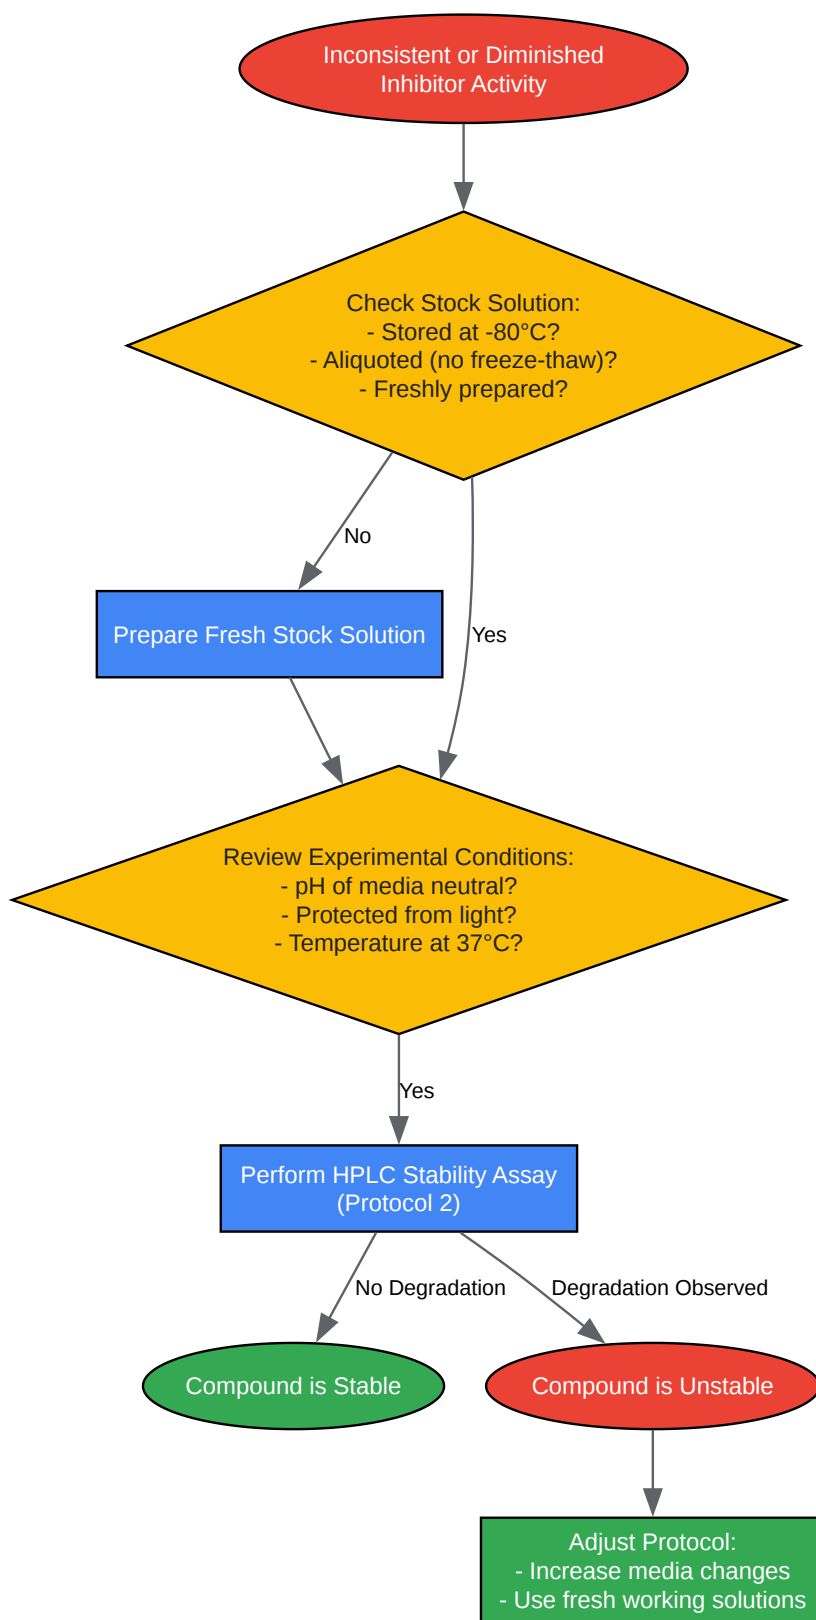 Inconsistent or Diminished
Inhibitor Activity
Check Stock Solution:
- Stored at -80°C?
- Aliquoted (no freeze-thaw)?
- Freshly prepared?
No
Prepare Fresh Stock Solution
Yes
Review Experimental Conditions:
- pH of media neutral?
- Protected from light?
- Temperature at 37°C?
Yes
Perform HPLC Stability Assay
(Protocol 2)
No Degradation
Degradation Observed
Compound is Stable
Compound is Unstable
Adjust Protocol:
- Increase media changes
- Use fresh working solutions